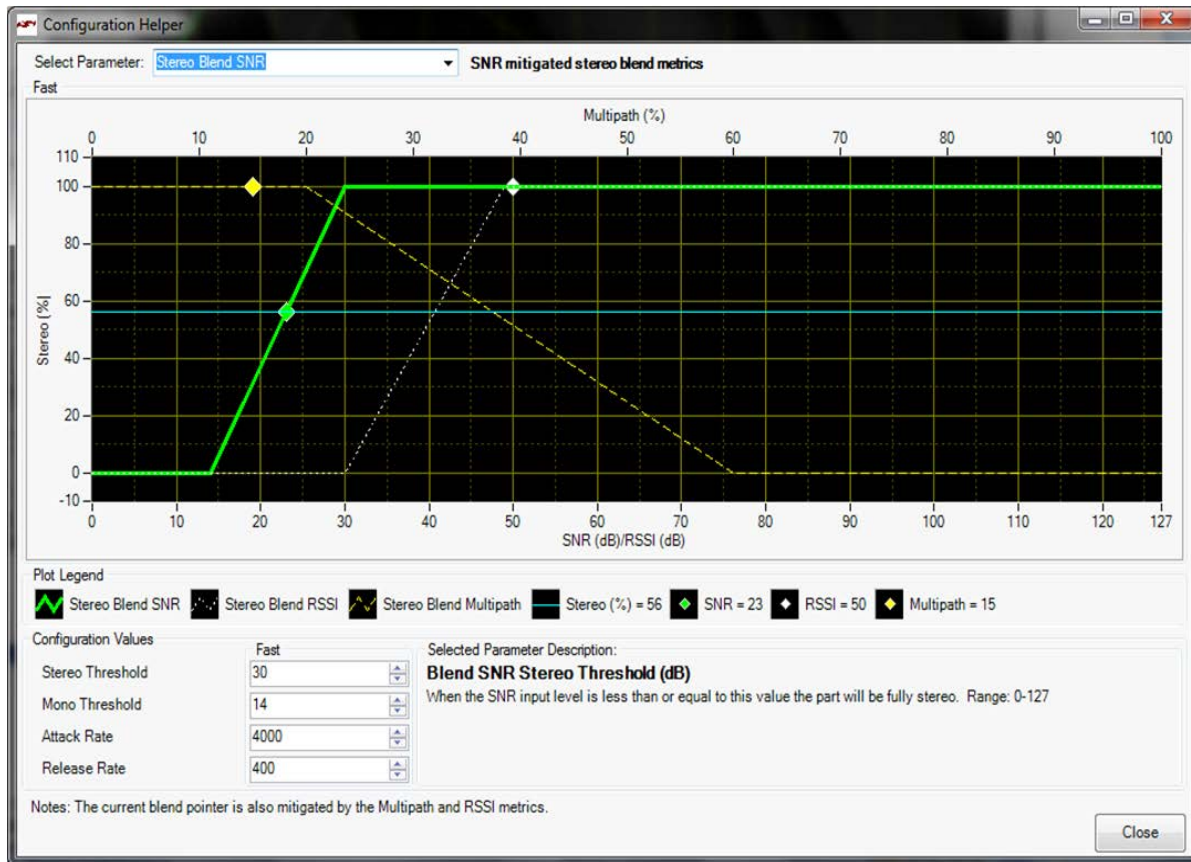 Configuration Helper
Select Parameter: Stereo Blend SNR SNR mitigated stereo blend metrics
Fast
Multipath (%)
0 10 20 30 40 50 60 70 80 90 100
110
100
80
60
40
20
0
-10
Stereo (%)
0 10 20 30 40 50 60 70 80 90 100 110 120 127
SNR (dB)/RSSI (dB)
Plot Legend
Stereo Blend SNR Stereo Blend RSSI Stereo Blend Multipath Stereo (%) = 56 SNR = 23 RSSI = 50 Multipath = 15
Configuration Values
Fast
Stereo Threshold 30
Mono Threshold 14
Attack Rate 4000
Release Rate 400
Selected Parameter Description:
Blend SNR Stereo Threshold (dB)
When the SNR input level is less than or equal to this value the part will be fully stereo. Range: 0-127
Notes: The current blend pointer is also mitigated by the Multipath and RSSI metrics.
Close